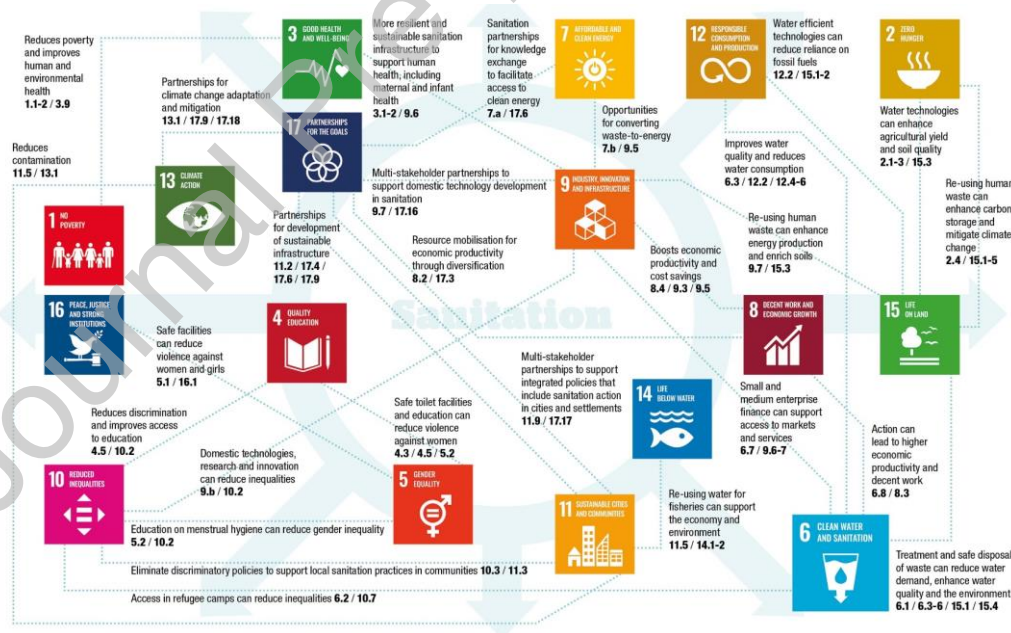 Reduces poverty
and improves
human and
environmental
health
1.1-2 / 3.9
Partnerships for
climate change adaptation
and mitigation
13.1 / 17.9 / 17.18
3 GOOD HEALTH
AND WELL-BEING
More resilient and
sustainable sanitation
infrastructure to
support human
health, including
maternal and infant
health
3.1-2 / 9.6
Sanitation
partnerships
for knowledge
exchange
to facilitate
access to
clean energy
7.a / 17.6
7 AFFORDABLE AND
CLEAN ENERGY
12 RESPONSIBLE
CONSUMPTION
AND PRODUCTION
Water efficient
technologies can
reduce reliance on
fossil fuels
12.2 / 15.1-2
2 ZERO
HUNGER
Reduces
contamination
11.5 / 13.1
17 PARTNERSHIPS
FOR THE GOALS
Opportunities
for converting
waste-to-energy
7.b / 9.5
Improves water
quality and reduces
water consumption
6.3 / 12.2 / 12.4-6
Water technologies
can enhance
agricultural yield
and soil quality
2.1-3 / 15.3
13 CLIMATE
ACTION
Multi-stakeholder partnerships to
support domestic technology development
in sanitation
9.7 / 17.16
9 INDUSTRY, INNOVATION
AND INFRASTRUCTURE
Re-using human
waste can
enhance carbon
storage and
mitigate climate
change
2.4 / 15.1-5
1 NO
POVERTY
Partnerships
for development
of sustainable
infrastructure
11.2 / 17.4 /
17.6 / 17.9
Resource mobilisation for
economic productivity
through diversification
8.2 / 17.3
Boosts economic
productivity and
cost savings
8.4 / 9.3 / 9.5
Re-using human
waste can enhance
energy production
and enrich soils
9.7 / 15.3
16 PEACE, JUSTICE
AND STRONG
INSTITUTIONS
Safe facilities
can reduce
violence against
women and girls
5.1 / 16.1
4 QUALITY
EDUCATION
Sanitation
8 DECENT WORK AND
ECONOMIC GROWTH
15 LIFE
ON LAND
Multi-stakeholder
partnerships to support
integrated policies that
include sanitation action
in cities and settlements
11.9 / 17.17
14 LIFE
BELOW WATER
Small and
medium enterprise
finance can support
access to markets
and services
6.7 / 9.6-7
Reduces discrimination
and improves access
to education
4.5 / 10.2
Safe toilet facilities
and education can
reduce violence
against women
4.3 / 4.5 / 5.2
Action can
lead to higher
economic
productivity and
decent work
6.8 / 8.3
10 REDUCED
INEQUALITIES
Domestic technologies,
research and innovation
can reduce inequalities
9.b / 10.2
5 GENDER
EQUALITY
11 SUSTAINABLE CITIES
AND COMMUNITIES
Re-using water for
fisheries can support
the economy and
environment
11.5 / 14.1-2
6 CLEAN WATER
AND SANITATION
Education on menstrual hygiene can reduce gender inequality
5.2 / 10.2
Eliminate discriminatory policies to support local sanitation practices in communities 10.3 / 11.3
Access in refugee camps can reduce inequalities 6.2 / 10.7
Treatment and safe disposal
of waste can reduce water
demand, enhance water
quality and the environment
6.1 / 6.3-6 / 15.1 / 15.4
Journal Pre